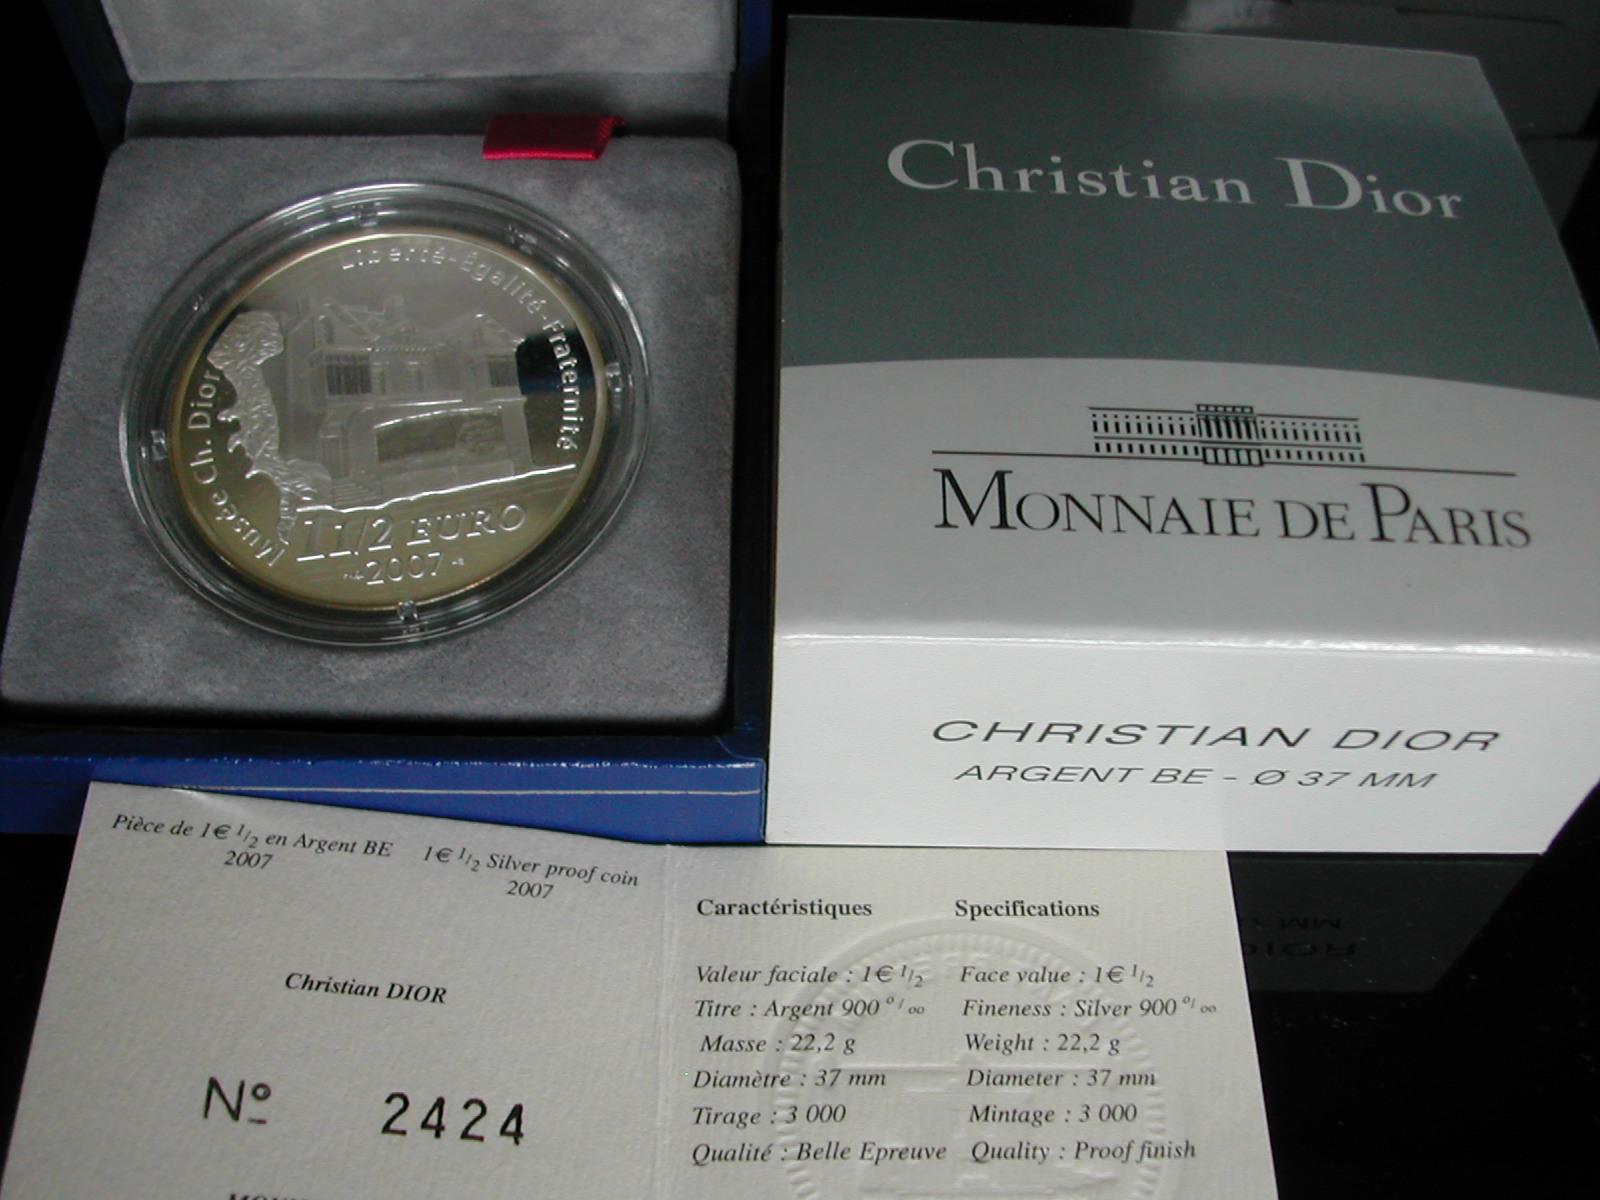 Liberté-Égalité-Fraternité
Musée Ch. Dior
1 1/2 EURO
2007
Christian Dior
MONNAIE DE PARIS
CHRISTIAN DIOR
ARGENT BE - Ø 37 MM
Pièce de 1€ 1/2 en Argent BE
2007
1€ 1/2 Silver proof coin
2007
Christian DIOR
Nº 2424
Caractéristiques
Valeur faciale : 1€ 1/2
Titre : Argent 900 º/ºº
Masse : 22,2 g
Diamètre : 37 mm
Tirage : 3 000
Qualité : Belle Epreuve
Specifications
Face value : 1€ 1/2
Fineness : Silver 900 º/ºº
Weight : 22,2 g
Diameter : 37 mm
Mintage : 3 000
Quality : Proof finish